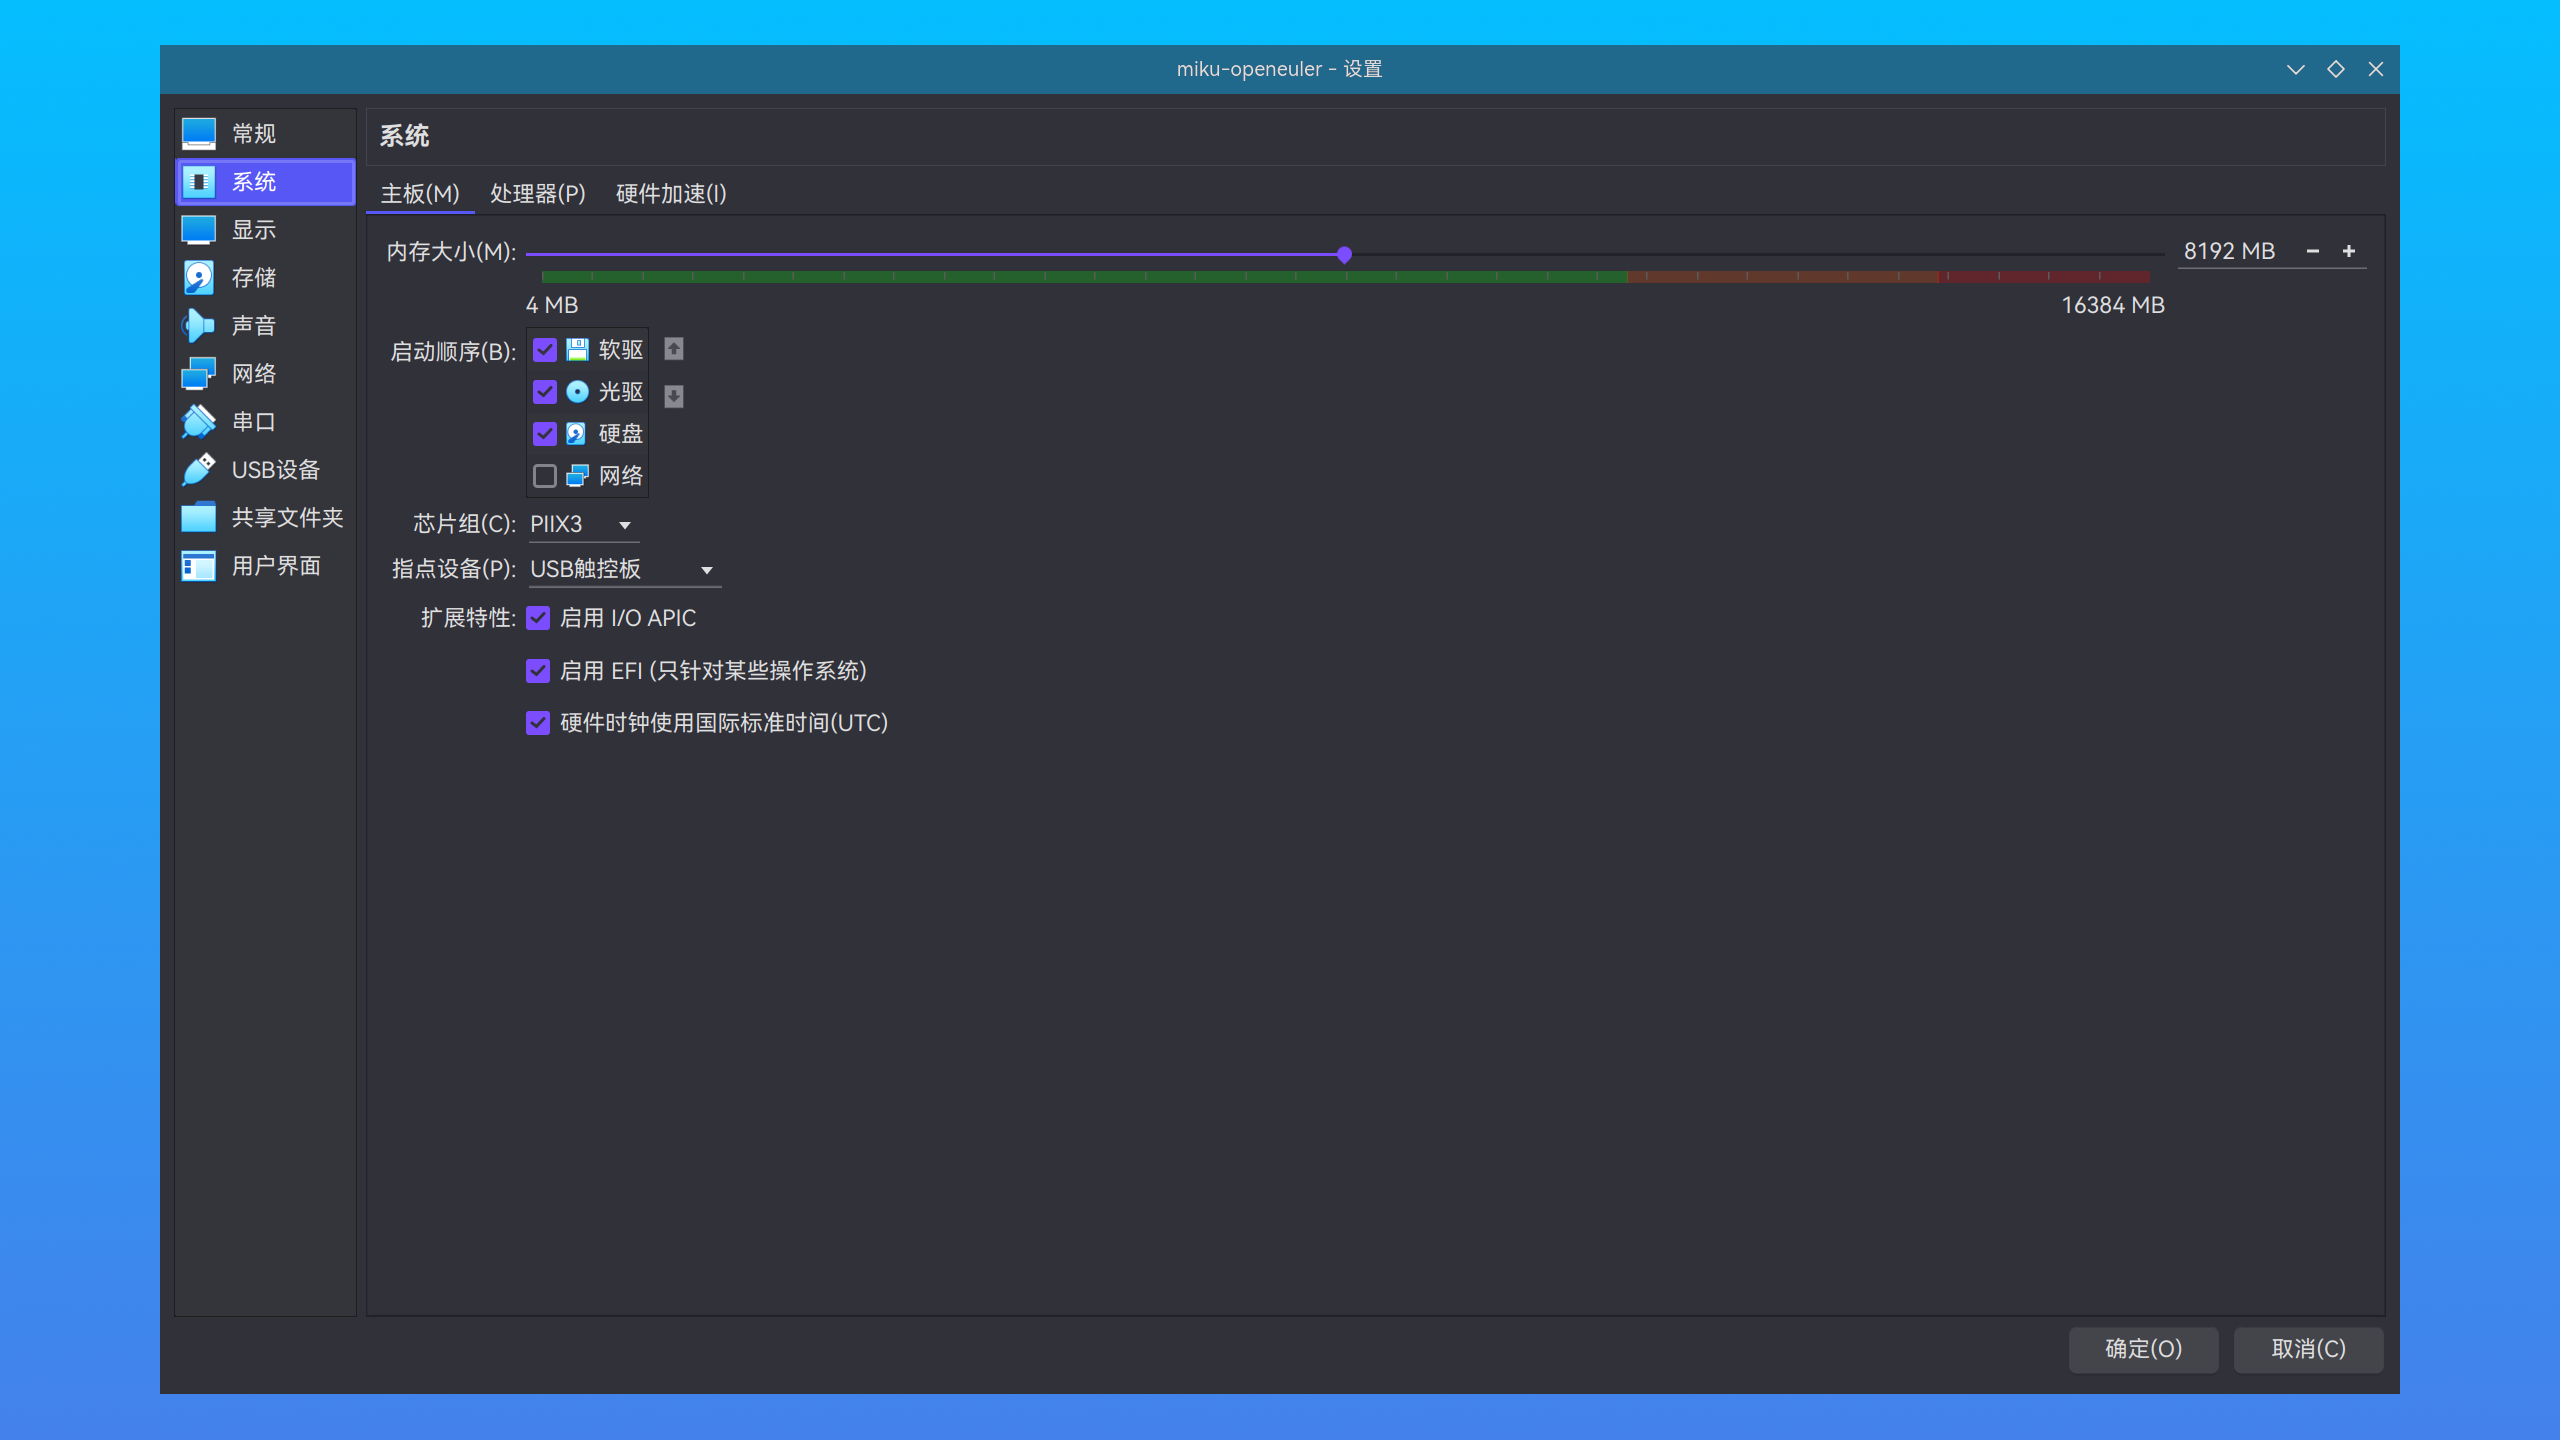 miku-openeuler - 设置
常规
系统
显示
存储
声音
网络
串口
USB设备
共享文件夹
用户界面
系统
主板(M) 处理器(P) 硬件加速(I)
内存大小(M): 8192 MB
4 MB 16384 MB
启动顺序(B): 软驱
光驱
硬盘
网络
芯片组(C): PIIX3
指点设备(P): USB触控板
扩展特性: 启用 I/O APIC
启用 EFI (只针对某些操作系统)
硬件时钟使用国际标准时间(UTC)
确定(O) 取消(C)